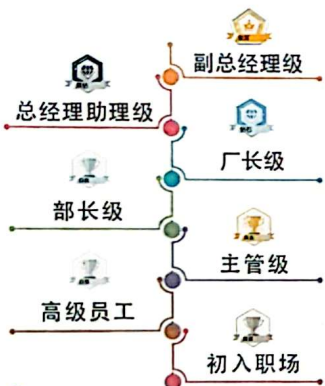 副总经理级
总经理助理级
厂长级
部长级
主管级
高级员工
初入职场